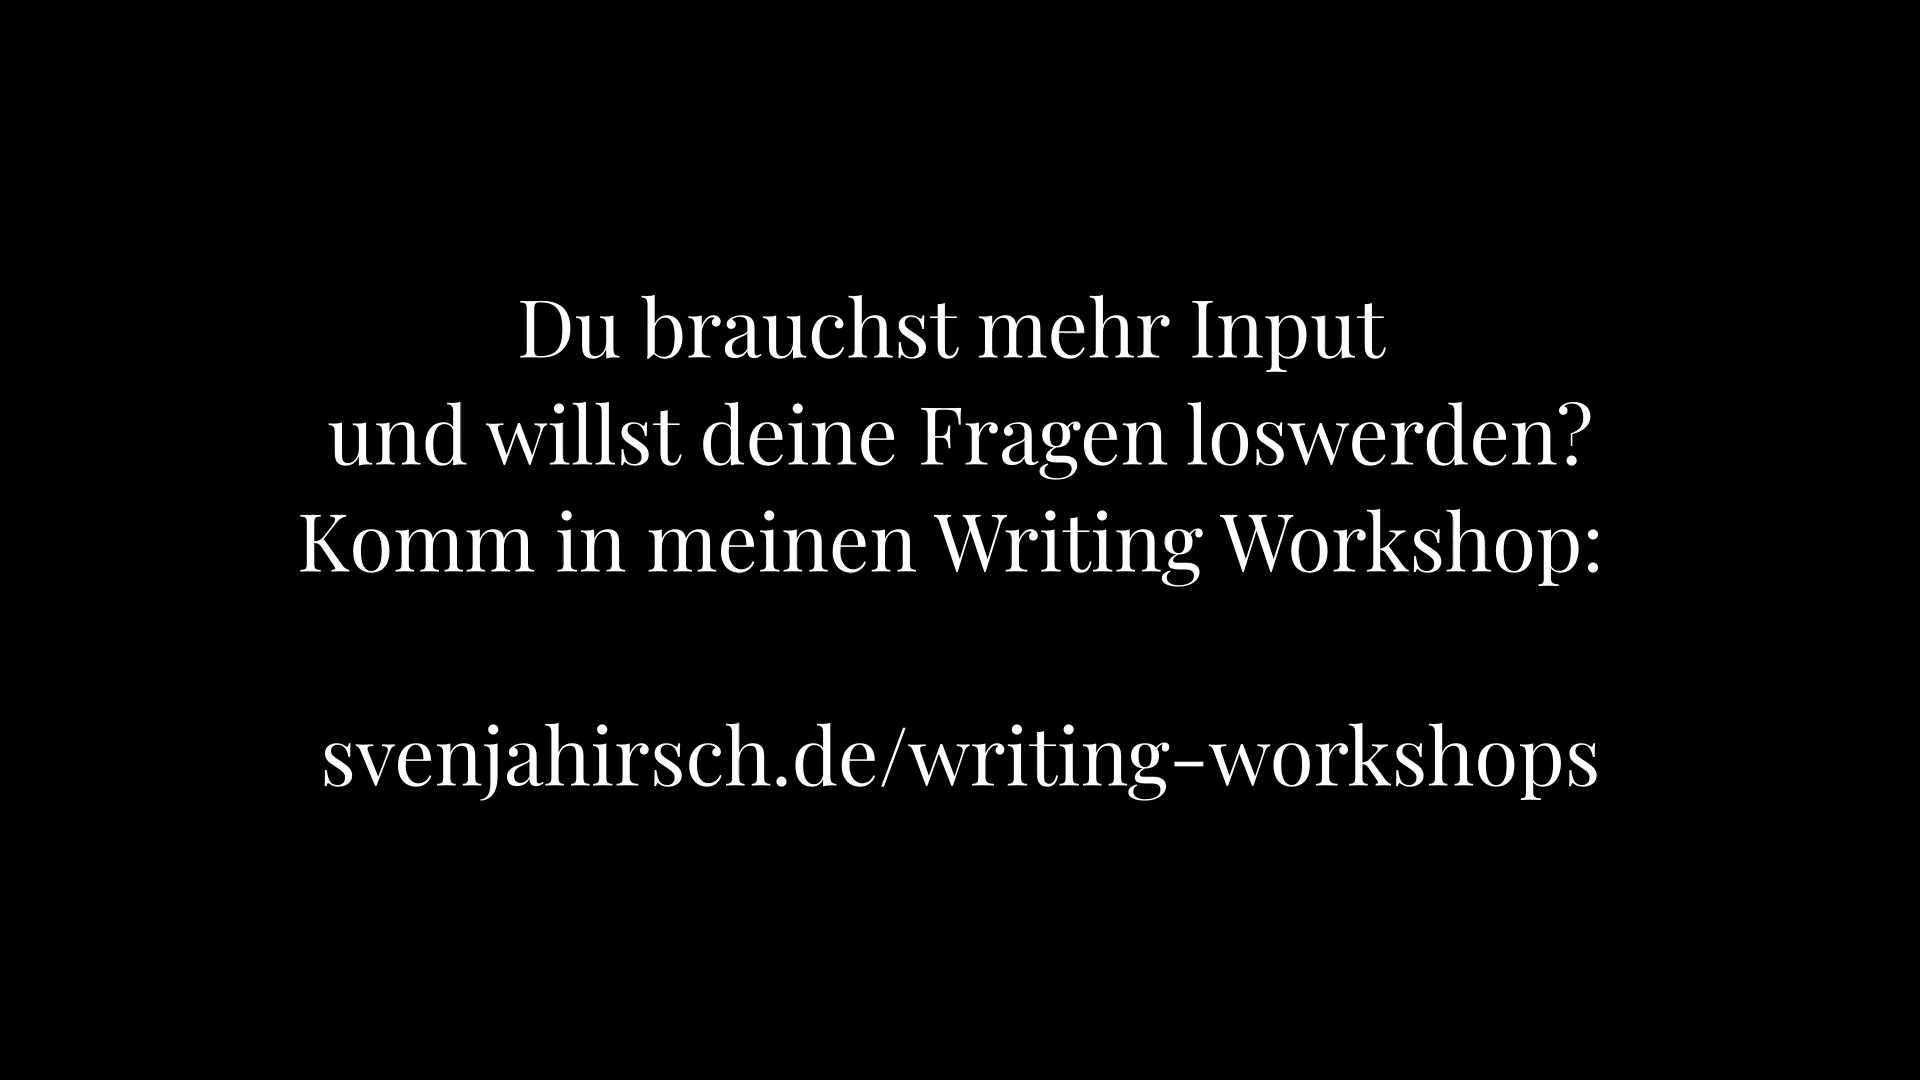 Du brauchst mehr Input
und willst deine Fragen loswerden?
Komm in meinen Writing Workshop:
svenjahirsch.de/writing-workshops